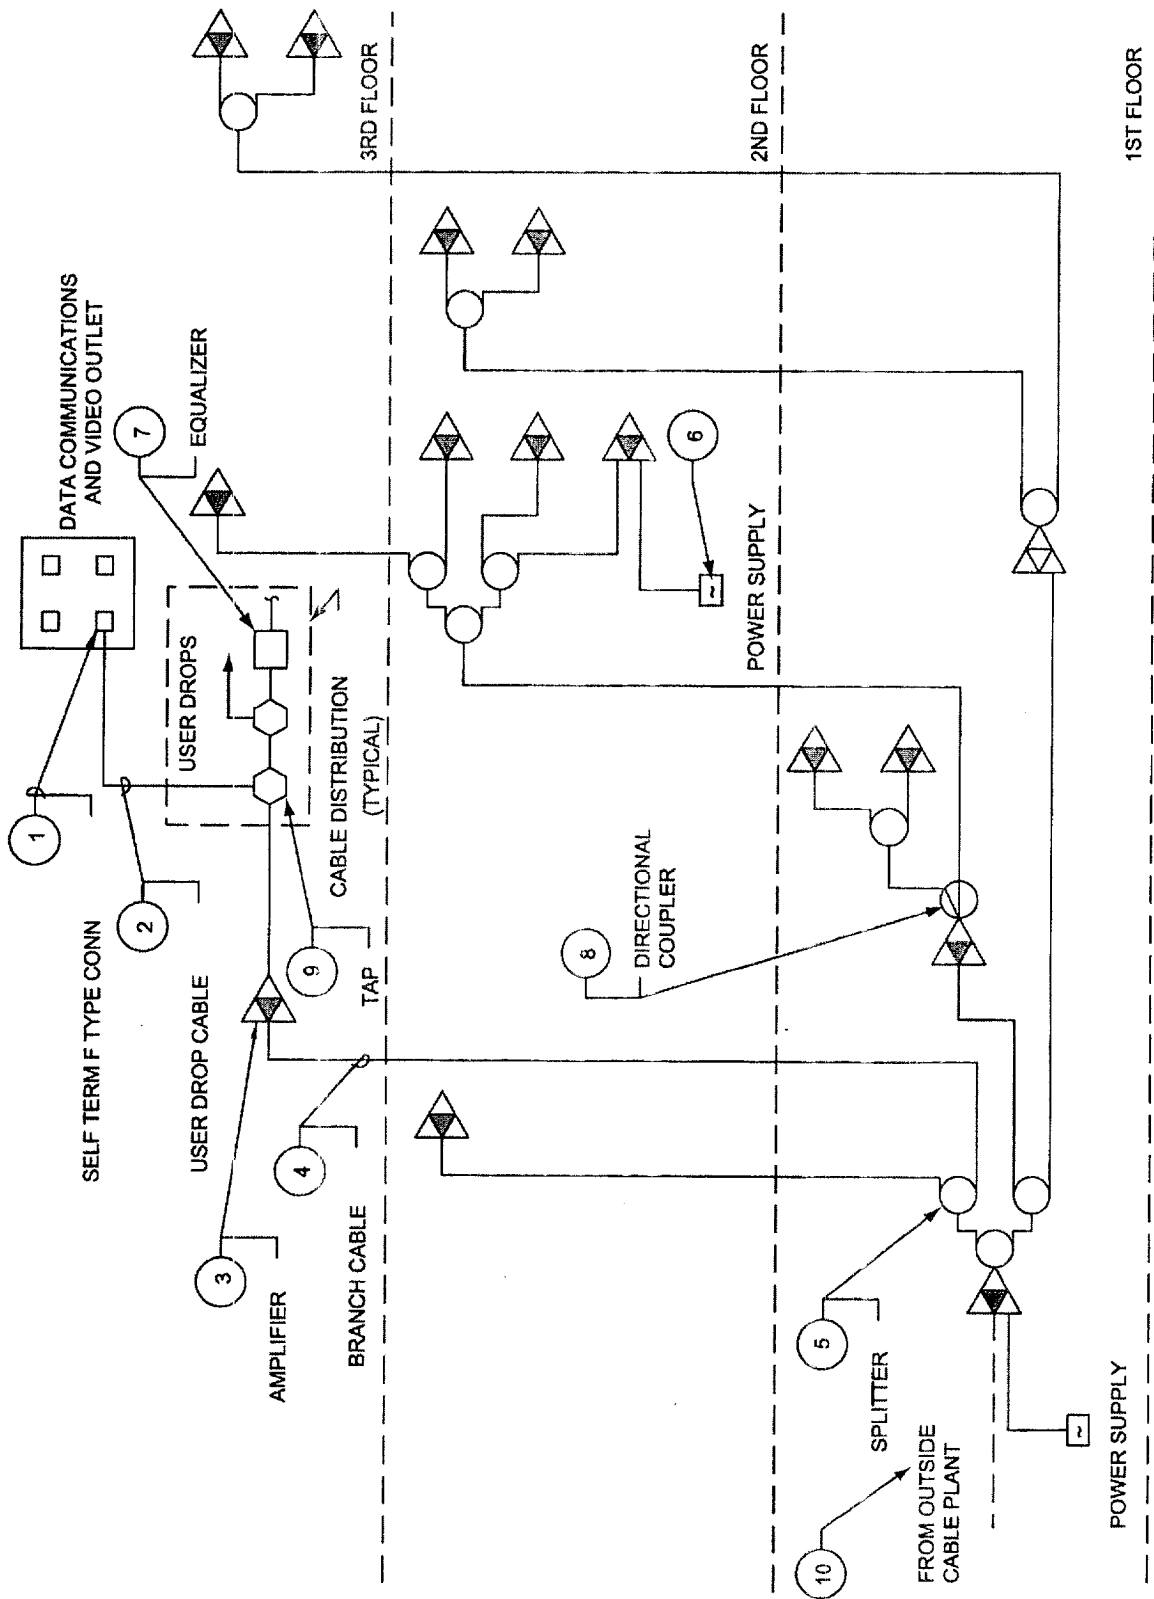 1
SELF TERM F TYPE CONN
2
USER DROP CABLE
3
AMPLIFIER
4
BRANCH CABLE
9
TAP
DATA COMMUNICATIONS
AND VIDEO OUTLET
7
EQUALIZER
USER DROPS
CABLE DISTRIBUTION
(TYPICAL)
3RD FLOOR
6
POWER SUPPLY
~
8
DIRECTIONAL
COUPLER
2ND FLOOR
5
SPLITTER
10
FROM OUTSIDE
CABLE PLANT
~
POWER SUPPLY
1ST FLOOR